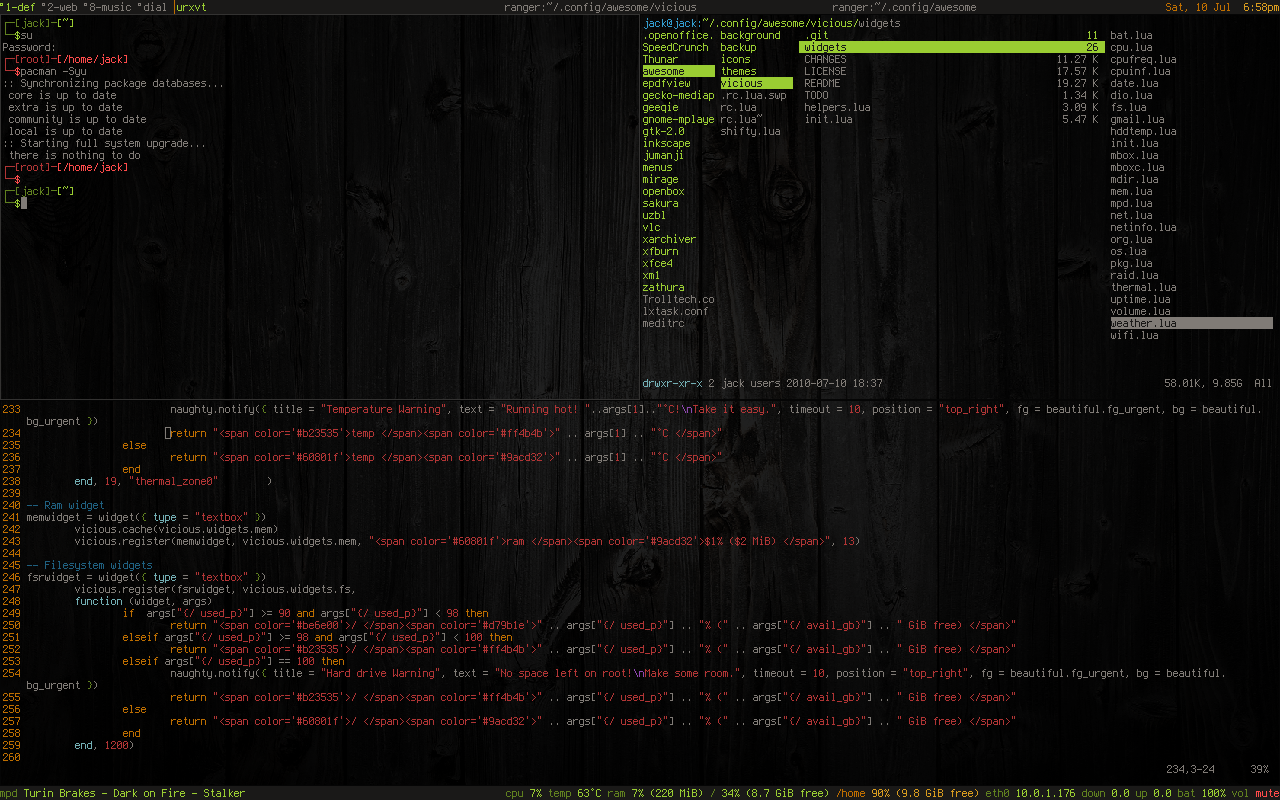 "1-def "2-web "8-music "dial urxvt ranger:~/.config/awesome/vicious ranger:~/.config/awesome Sat, 10 Jul 6:58pm
[jack]-[~]
$su
Password:
[root]-[/home/jack]
$pacman -Syu
:: Synchronizing package databases...
core is up to date
extra is up to date
community is up to date
local is up to date
:: Starting full system upgrade...
there is nothing to do
[root]-[/home/jack]
$
[jack]-[~]
$
jack@jack:~/.config/awesome/vicious/widgets
.openoffice. background .git 11 bat.lua
SpeedCrunch backup widgets 26 cpu.lua
Thunar icons CHANGES 11.27 K cpufreq.lua
awesome themes LICENSE 17.57 K cpuinf.lua
epdfview vicious README 19.27 K date.lua
gecko-mediap .rc.lua.swp TODO 1.34 K dio.lua
geeqie rc.lua helpers.lua 3.09 K fs.lua
gnome-mplaye rc.lua~ init.lua 5.47 K gmail.lua
gtk-2.0 shifty.lua hddtemp.lua
inkscape init.lua
jumanji mbox.lua
menus mboxc.lua
mirage mdir.lua
openbox mem.lua
sakura mpd.lua
uzbl net.lua
vlc netinfo.lua
xarchiver org.lua
xfburn os.lua
xfce4 pkg.lua
xm1 raid.lua
zathura thermal.lua
Trolltech.co uptime.lua
lxtask.conf volume.lua
meditrc weather.lua
wifi.lua
drwxr-xr-x 2 jack users 2010-07-10 18:37 58.01K, 9.856 All
233 naughty.notify({ title = "Temperature Warning", text = "Running hot! "..args[1].."°C!\nTake it easy.", timeout = 10, position = "top_right", fg = beautiful.fg_urgent, bg = beautiful.
bg_urgent })
234 return "<span color='#b23535'>temp </span><span color='#ff4b4b'>" .. args[1] .. "°C </span>"
235 else
236 return "<span color='#60801f'>temp </span><span color='#9acd32'>" .. args[1] .. "°C </span>"
237 end
238 end, 19, "thermal_zone0" )
239
240 -- Ram widget
241 memwidget = widget({ type = "textbox" })
242 vicious.cache(vicious.widgets.mem)
243 vicious.register(memwidget, vicious.widgets.mem, "<span color='#60801f'>ram </span><span color='#9acd32'>$1% ($2 MiB) </span>", 13)
244
245 -- Filesystem widgets
246 fsrwidget = widget({ type = "textbox" })
247 vicious.register(fsrwidget, vicious.widgets.fs,
248 function (widget, args)
249 if args["{/ used_p}"] >= 90 and args["{/ used_p}"] < 98 then
250 return "<span color='#be6e00'>/ </span><span color='#d79b1e'>" .. args["{/ used_p}"] .. "% (" .. args["{/ avail_gb}"] .. " GiB free) </span>"
251 elseif args["{/ used_p}"] >= 98 and args["{/ used_p}"] < 100 then
252 return "<span color='#b23535'>/ </span><span color='#ff4b4b'>" .. args["{/ used_p}"] .. "% (" .. args["{/ avail_gb}"] .. " GiB free) </span>"
253 elseif args["{/ used_p}"] == 100 then
254 naughty.notify({ title = "Hard drive Warning", text = "No space left on root!\nMake some room.", timeout = 10, position = "top_right", fg = beautiful.fg_urgent, bg = beautiful.
bg_urgent })
255 return "<span color='#b23535'>/ </span><span color='#ff4b4b'>" .. args["{/ used_p}"] .. "% (" .. args["{/ avail_gb}"] .. " GiB free) </span>"
256 else
257 return "<span color='#60801f'>/ </span><span color='#9acd32'>" .. args["{/ used_p}"] .. "% (" .. args["{/ avail_gb}"] .. " GiB free) </span>"
258 end
259 end, 1200)
260
234,3-24 39%
mpd Turin Brakes - Dark on Fire - Stalker cpu 7% temp 63°C ram 7% (220 MiB) / 34% (8.7 GiB free) /home 90% (9.8 GiB free) eth0 10.0.1.176 down 0.0 up 0.0 bat 100% vol mute